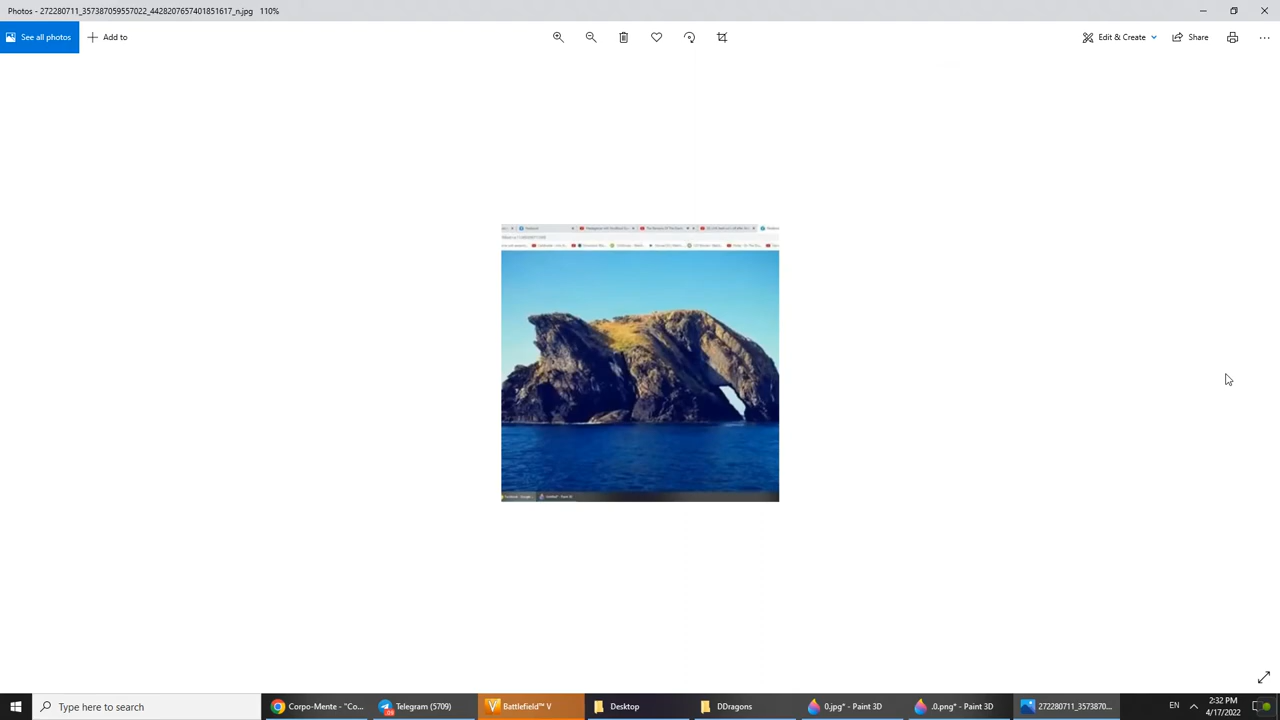 Photos - 272280711_357387059557022_4428207657401851617_n.jpg 110%
See all photos
Add to
Edit & Create
Share
Type here to search
Corpo-Mente - "Co...
Telegram (5709)
Battlefield™ V
Desktop
DDragons
0.jpg* - Paint 3D
.0.png* - Paint 3D
272280711_3573870...
EN
2:32 PM
4/17/2022